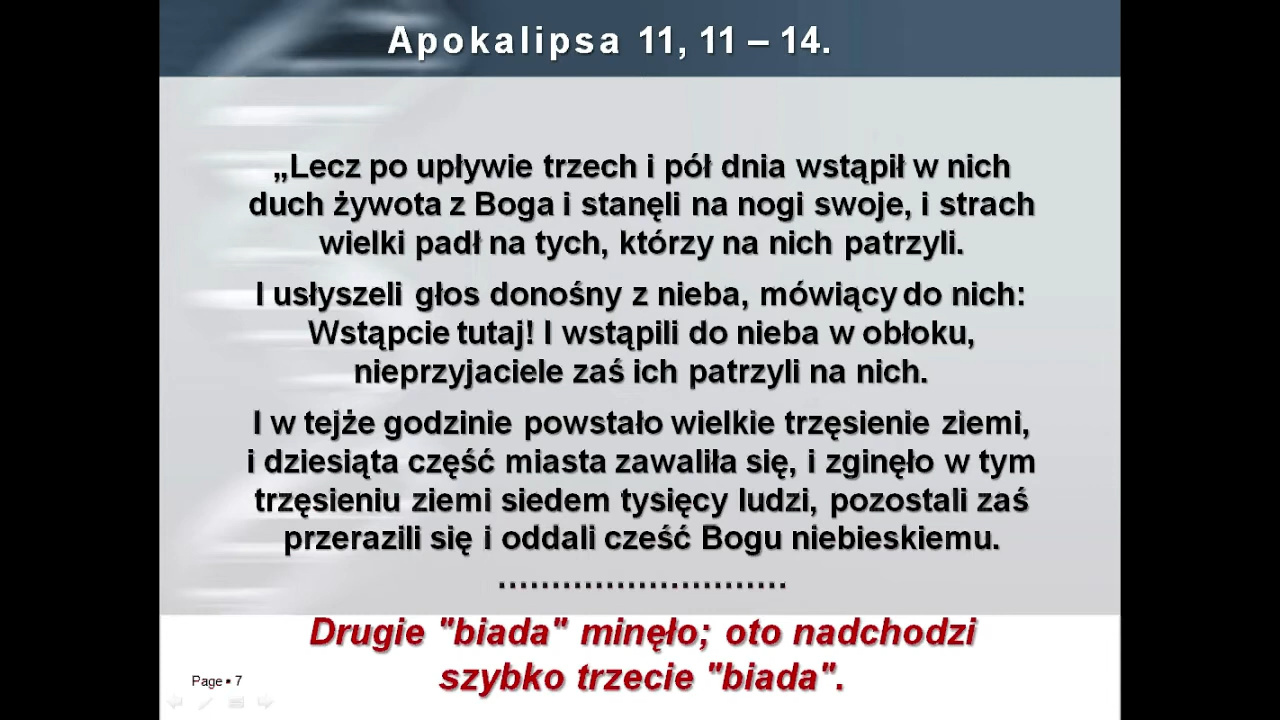 Apokalipsa 11, 11 – 14.
„Lecz po upływie trzech i pół dnia wstąpił w nich
duch żywota z Boga i stanęli na nogi swoje, i strach
wielki padł na tych, którzy na nich patrzyli.
I usłyszeli głos donośny z nieba, mówiący do nich:
Wstąpcie tutaj! I wstąpili do nieba w obłoku,
nieprzyjaciele zaś ich patrzyli na nich.
I w tejże godzinie powstało wielkie trzęsienie ziemi,
i dziesiąta część miasta zawaliła się, i zginęło w tym
trzęsieniu ziemi siedem tysięcy ludzi, pozostali zaś
przerazili się i oddali cześć Bogu niebieskiemu.
...........................
Drugie "biada" minęło; oto nadchodzi
szybko trzecie "biada".
Page ▪ 7